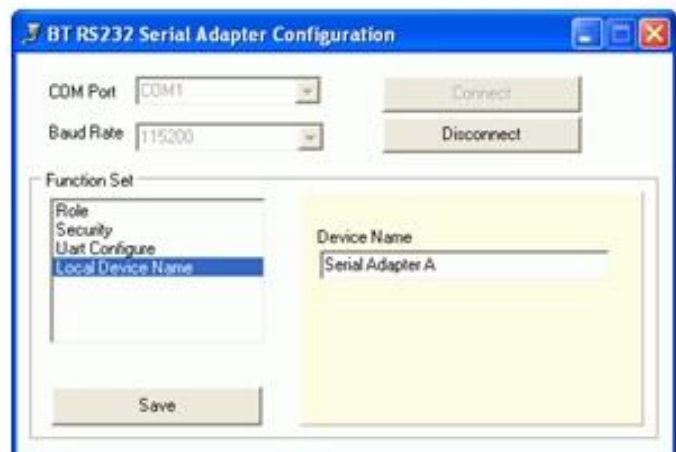 BT RS232 Serial Adapter Configuration
COM Port COM1 Connect
Baud Rate 115200 Disconnect
Function Set
Role
Security
Uart Configure
Local Device Name
Device Name
Serial Adapter A
Save